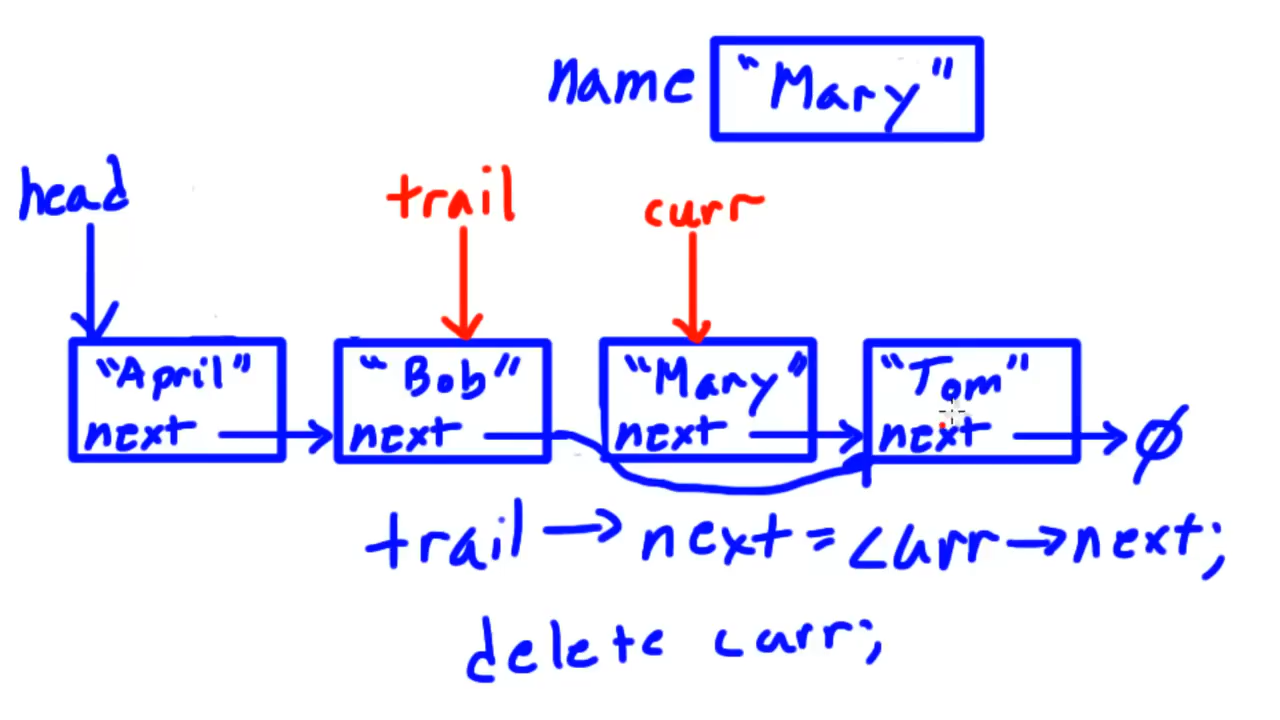 name "Mary"
head trail curr
"April" "Bob" "Mary" "Tom"
next next next next ∅
trail → next = curr → next;
delete curr;